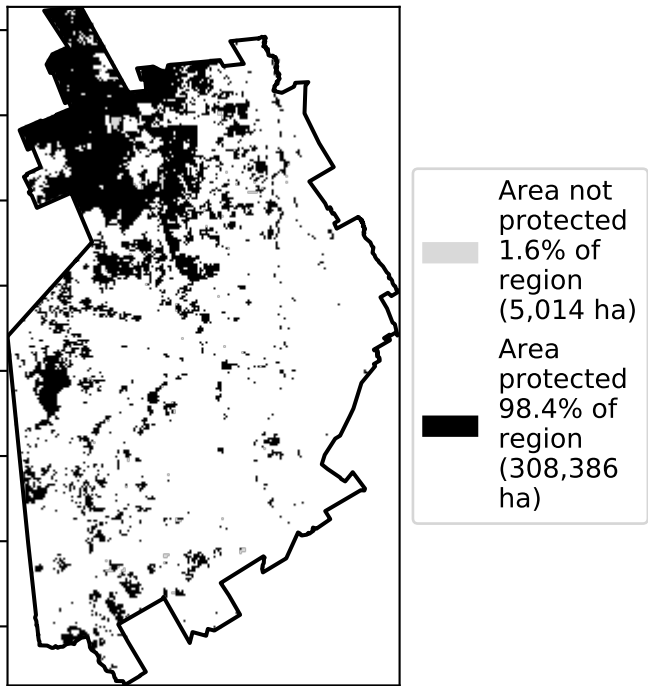 Area not
protected
1.6% of
region
(5,014 ha)
Area
protected
98.4% of
region
(308,386
ha)